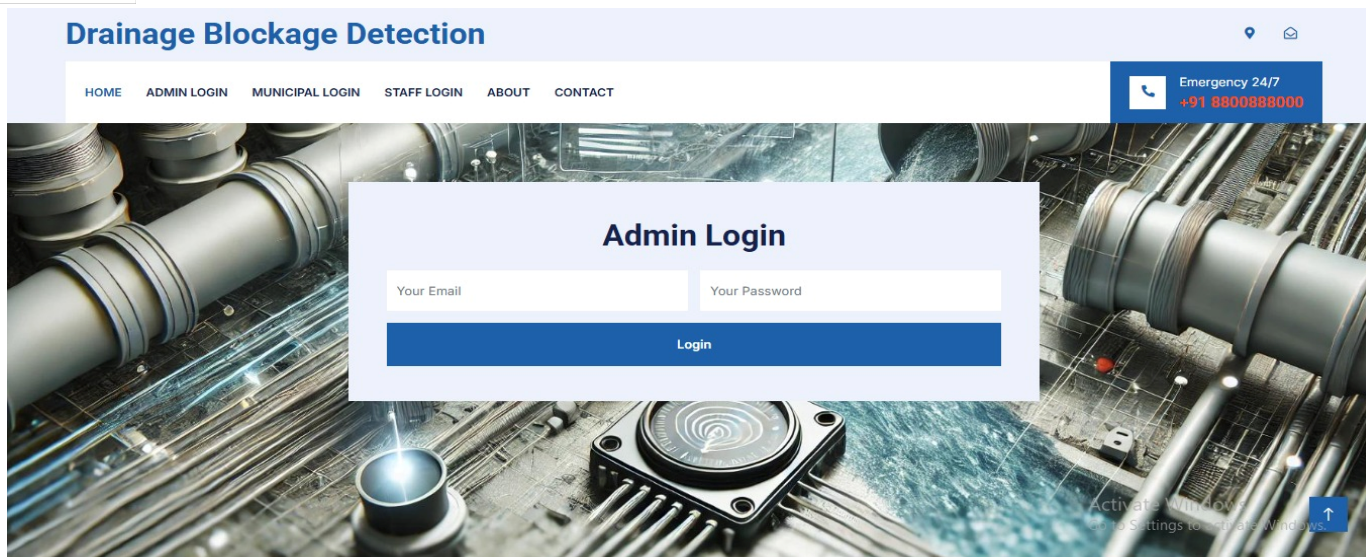 Drainage Blockage Detection
HOME ADMIN LOGIN MUNICIPAL LOGIN STAFF LOGIN ABOUT CONTACT
Emergency 24/7
+91 8800888000
Admin Login
Your Email Your Password
Login
Activate Windows
Go to Settings to activate Windows.